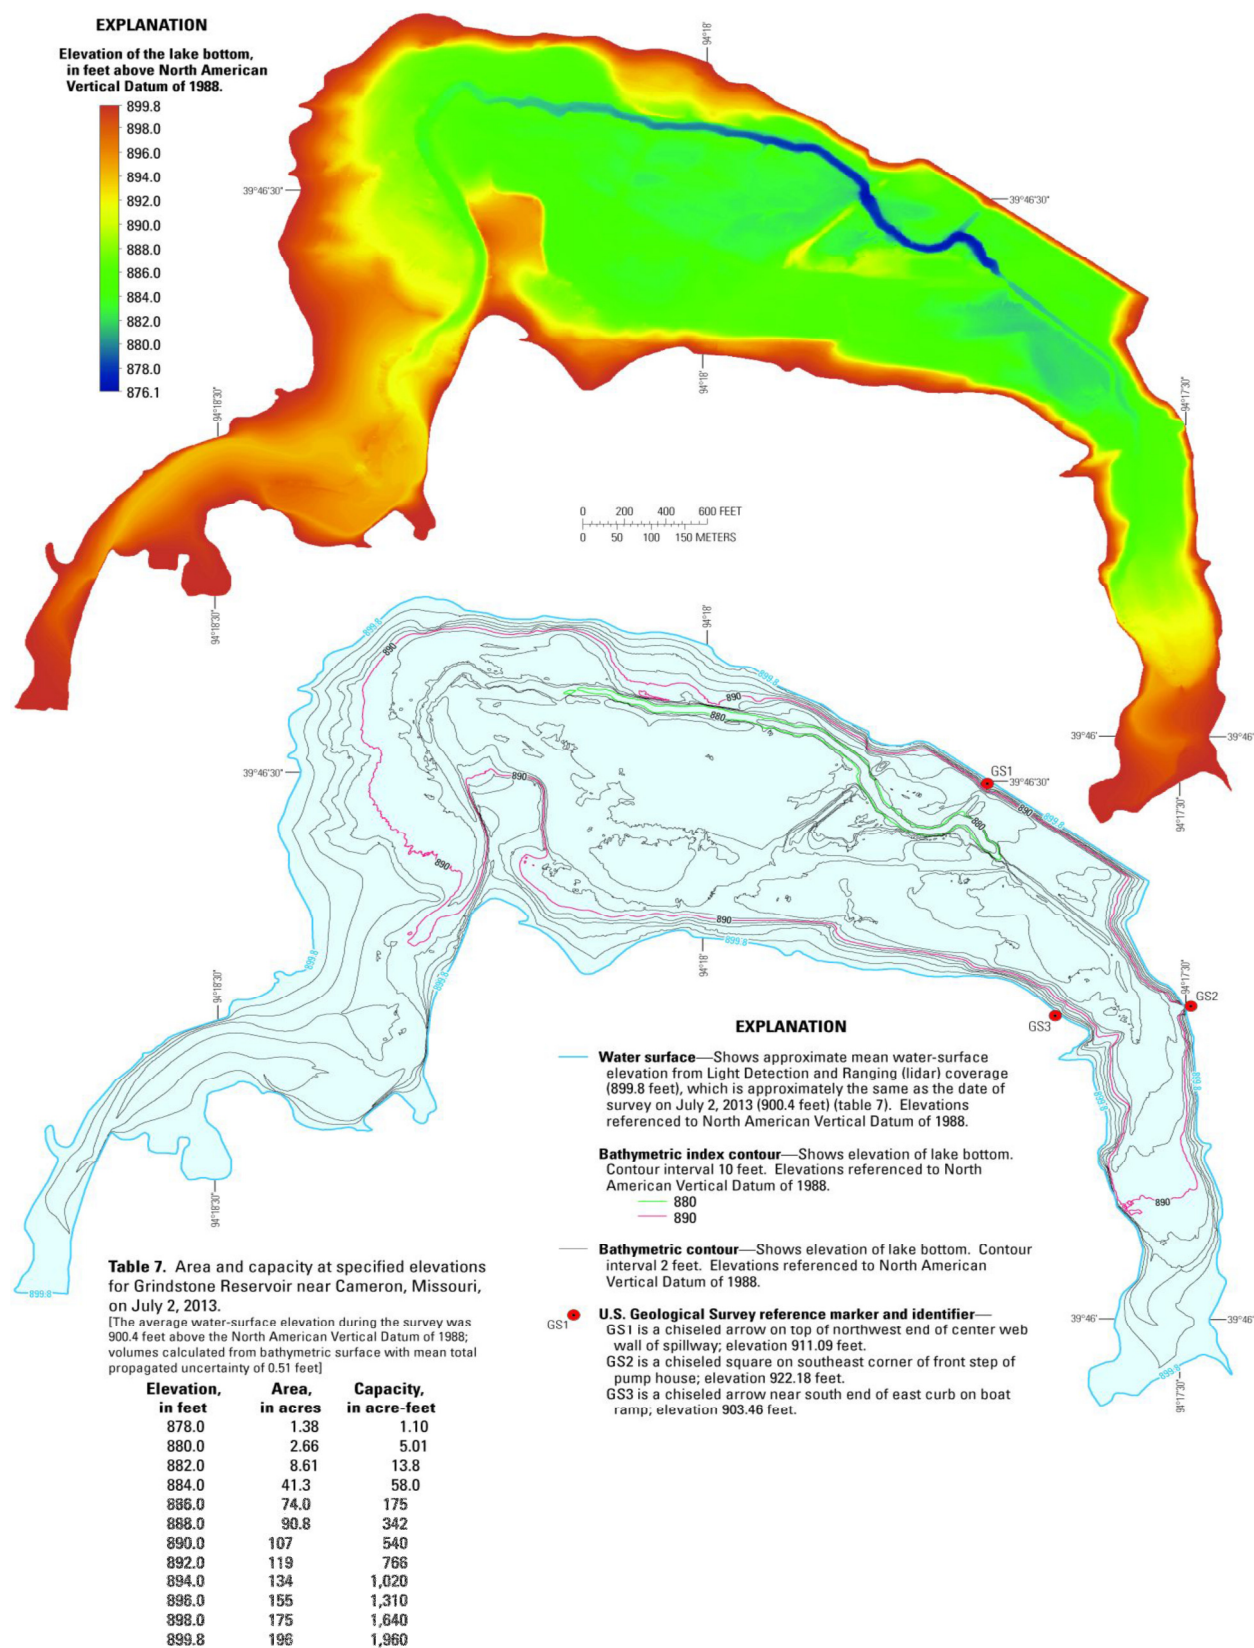 EXPLANATION
Elevation of the lake bottom,
in feet above North American
Vertical Datum of 1988.
899.8
898.0
896.0
894.0
892.0
890.0
888.0
886.0
884.0
882.0
880.0
878.0
876.1
94°18'
39°46'30"
39°46'30"
94°18'
94°18'30"
94°17'30"
0 200 400 600 FEET
0 50 100 150 METERS
94°18'30"
39°46'
39°46'
94°17'30"
94°18'
899.8
890
890
899.8
880
39°46'30"
GS1
39°46'30"
890
890
899.8
880
890
890
899.8
94°18'
899.8
899.8
94°18'30"
94°17'30"
GS2
GS3
899.8
899.8
890
94°18'30"
899.8
39°46'
39°46'
899.8
94°17'30"
EXPLANATION
Water surface—Shows approximate mean water-surface
elevation from Light Detection and Ranging (lidar) coverage
(899.8 feet), which is approximately the same as the date of
survey on July 2, 2013 (900.4 feet) (table 7). Elevations
referenced to North American Vertical Datum of 1988.
Bathymetric index contour—Shows elevation of lake bottom.
Contour interval 10 feet. Elevations referenced to North
American Vertical Datum of 1988.
880
890
Bathymetric contour—Shows elevation of lake bottom. Contour
interval 2 feet. Elevations referenced to North American
Vertical Datum of 1988.
GS1
U.S. Geological Survey reference marker and identifier—
GS1 is a chiseled arrow on top of northwest end of center web
wall of spillway; elevation 911.09 feet.
GS2 is a chiseled square on southeast corner of front step of
pump house; elevation 922.18 feet.
GS3 is a chiseled arrow near south end of east curb on boat
ramp; elevation 903.46 feet.
Table 7. Area and capacity at specified elevations
for Grindstone Reservoir near Cameron, Missouri,
on July 2, 2013.
[The average water-surface elevation during the survey was
900.4 feet above the North American Vertical Datum of 1988;
volumes calculated from bathymetric surface with mean total
propagated uncertainty of 0.51 feet]
Elevation, Area, Capacity,
in feet in acres in acre-feet
878.0 1.38 1.10
880.0 2.66 5.01
882.0 8.61 13.8
884.0 41.3 58.0
886.0 74.0 175
888.0 90.8 342
890.0 107 540
892.0 119 766
894.0 134 1,020
896.0 155 1,310
898.0 175 1,640
899.8 196 1,960